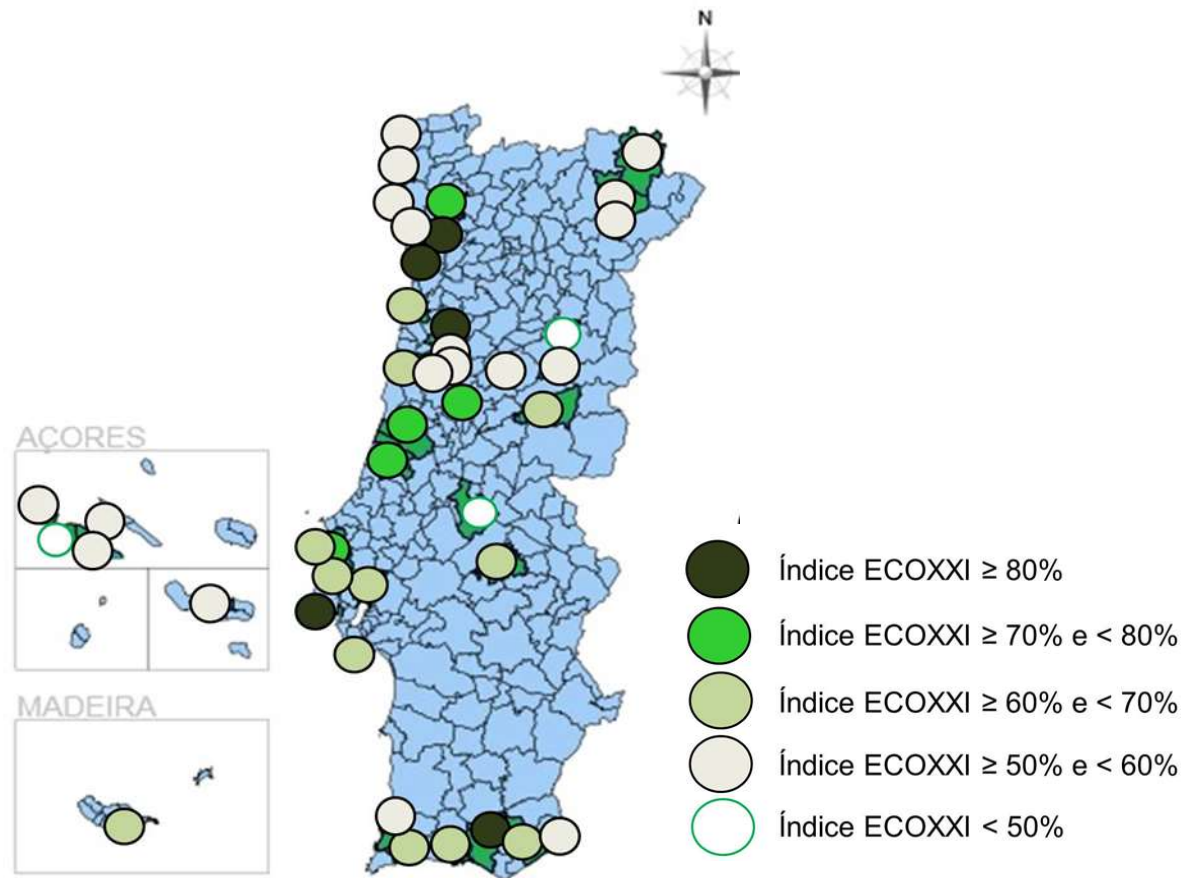 N
AÇORES
MADEIRA
Índice ECOXXI ≥ 80%
Índice ECOXXI ≥ 70% e < 80%
Índice ECOXXI ≥ 60% e < 70%
Índice ECOXXI ≥ 50% e < 60%
Índice ECOXXI < 50%